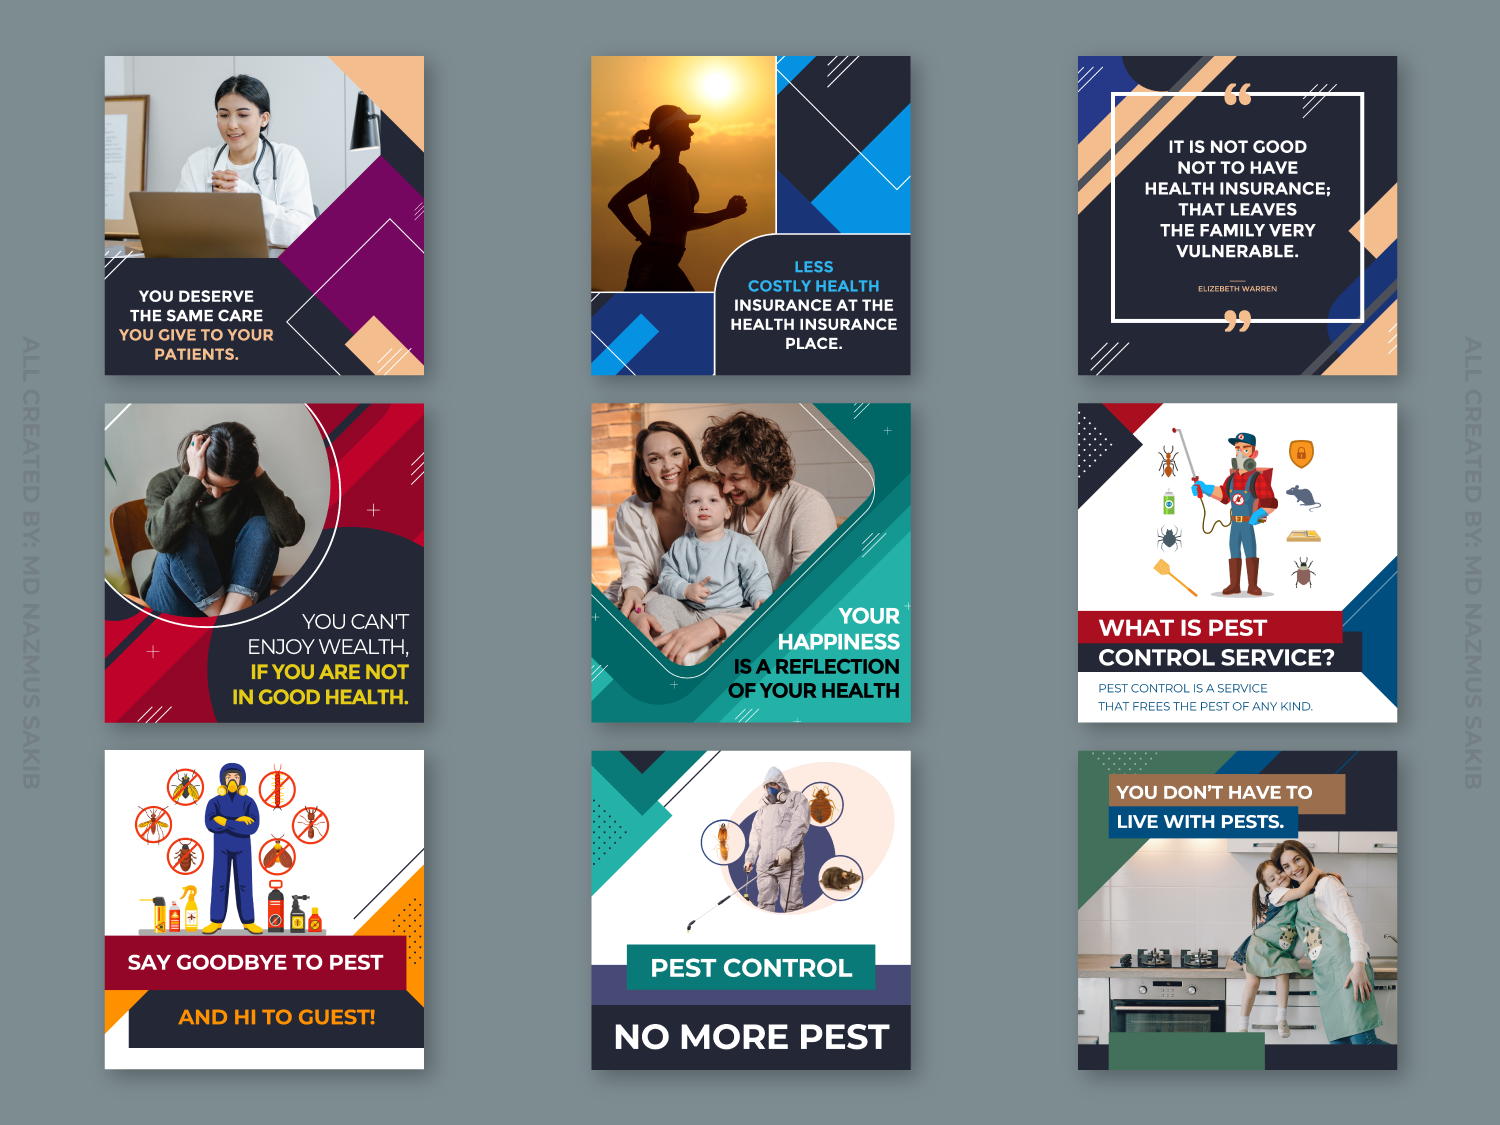 YOU DESERVE
THE SAME CARE
YOU GIVE TO YOUR
PATIENTS.
LESS
COSTLY HEALTH
INSURANCE AT THE
HEALTH INSURANCE
PLACE.
“
IT IS NOT GOOD
NOT TO HAVE
HEALTH INSURANCE;
THAT LEAVES
THE FAMILY VERY
VULNERABLE.
ELIZEBETH WARREN
”
YOU CAN'T
ENJOY WEALTH,
IF YOU ARE NOT
IN GOOD HEALTH.
YOUR
HAPPINESS
IS A REFLECTION
OF YOUR HEALTH
WHAT IS PEST
CONTROL SERVICE?
PEST CONTROL IS A SERVICE
THAT FREES THE PEST OF ANY KIND.
SAY GOODBYE TO PEST
AND HI TO GUEST!
PEST CONTROL
NO MORE PEST
YOU DON’T HAVE TO
LIVE WITH PESTS.
ALL CREATED BY: MD NAZMUS SAKIB
ALL CREATED BY: MD NAZMUS SAKIB